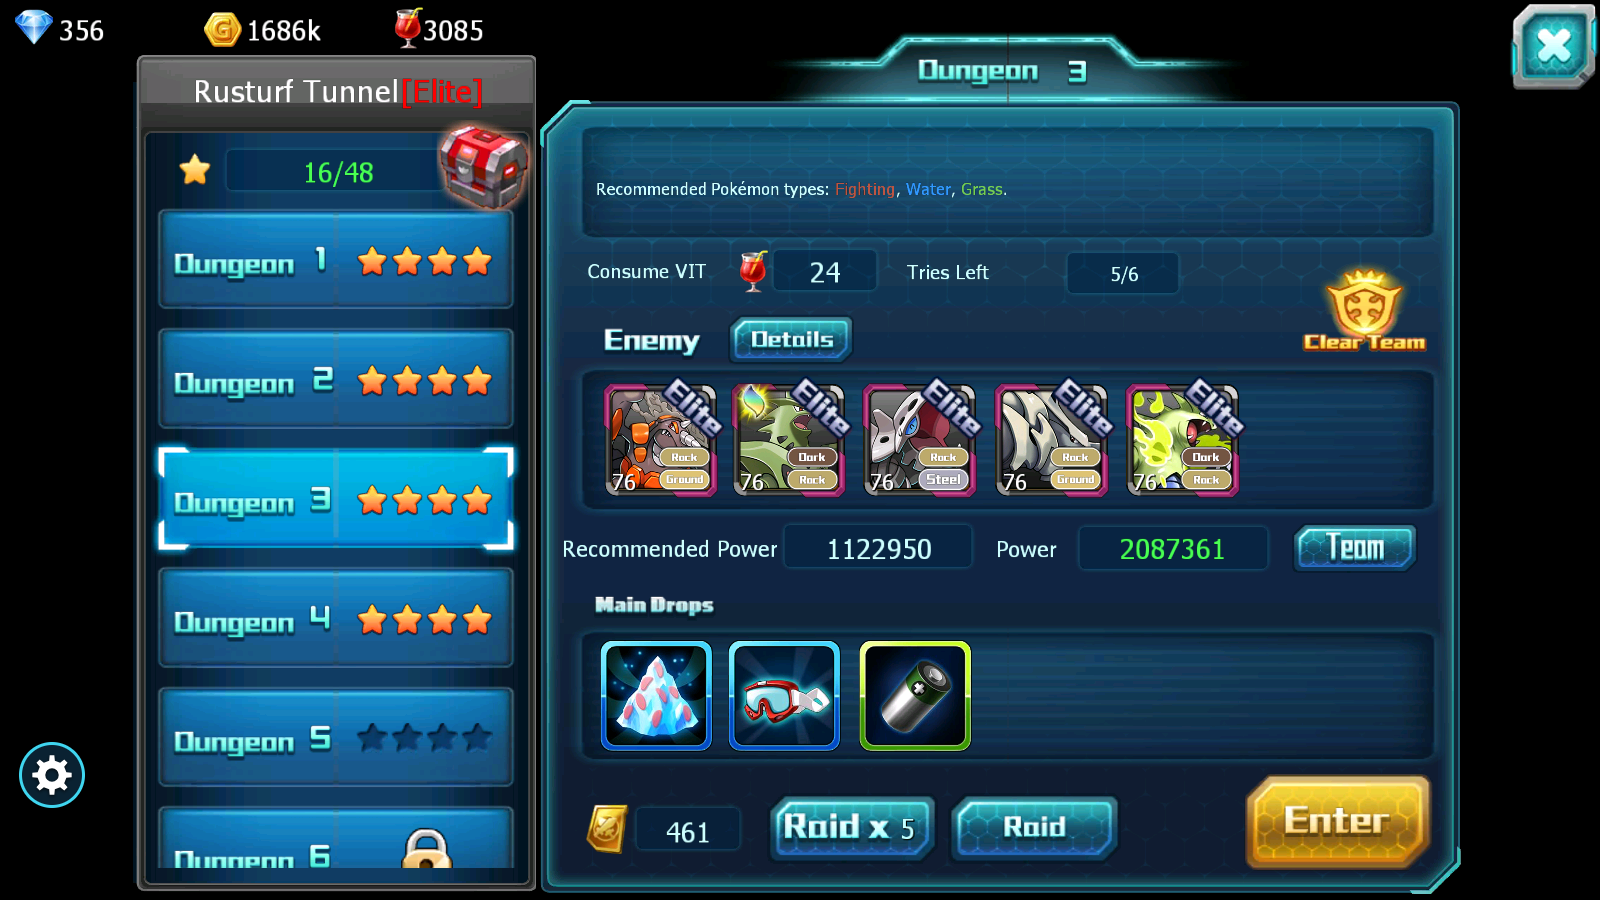 356
1686k
3085
Rusturf Tunnel[Elite]
16/48
Dungeon 1
Dungeon 2
Dungeon 3
Dungeon 4
Dungeon 5
Dungeon 6
Dungeon 3
Recommended Pokémon types: Fighting, Water, Grass.
Consume VIT 24 Tries Left 5/6
Clear Team
Enemy Details
Elite Elite Elite Elite Elite
Rock Dark Rock Rock Dark
76 Ground 76 Rock 76 Steel 76 Ground 76 Rock
Recommended Power 1122950 Power 2087361 Team
Main Drops
461 Raid x 5 Raid Enter